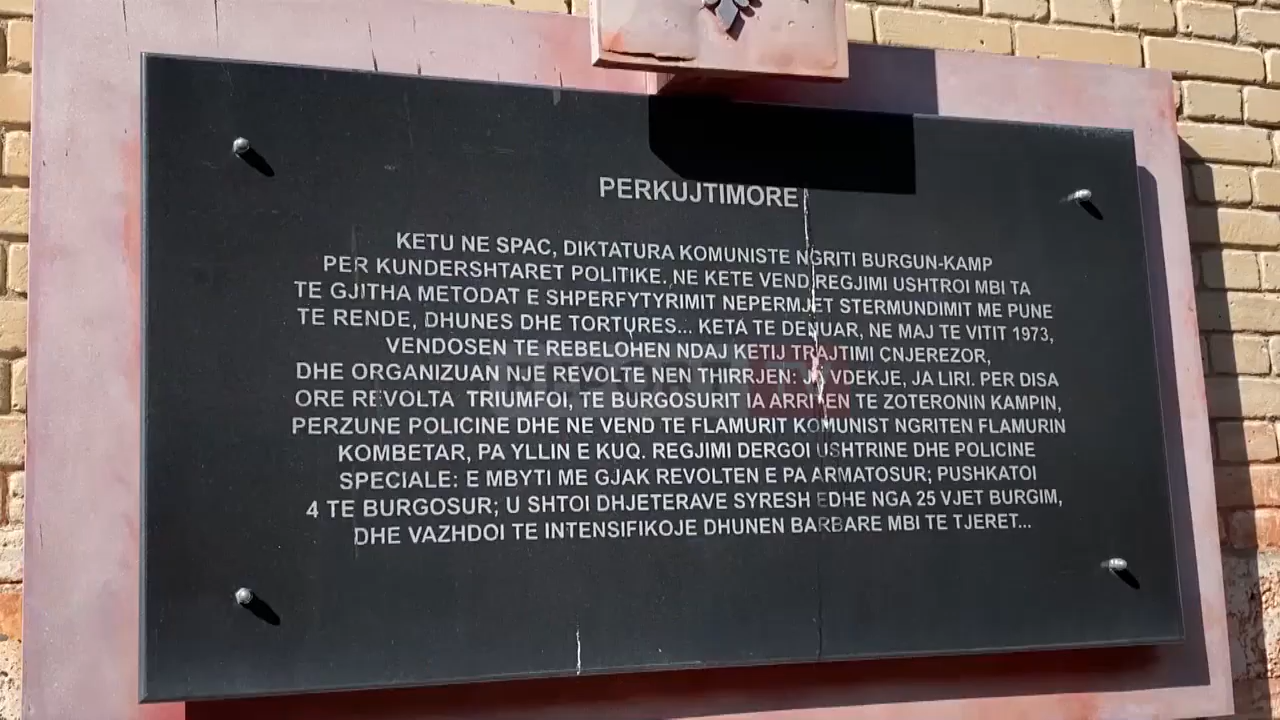 PERKUJTIMORE
KETU NE SPAC, DIKTATURA KOMUNISTE NGRITI BURGUN-KAMP
PER KUNDERSHTARET POLITIKE. NE KETE VEND REGJIMI USHTROI MBI TA
TE GJITHA METODAT E SHPERFYTYRIMIT NEPERMJET STERMUNDIMIT ME PUNE
TE RENDE, DHUNES DHE TORTURES... KETA TE DENUAR, NE MAJ TE VITIT 1973,
VENDOSEN TE REBELOHEN NDAJ KETIJ TRAJTIMI ÇNJEREZOR,
DHE ORGANIZUAN NJE REVOLTE NEN THIRRJEN: JA VDEKJE, JA LIRI. PER DISA
ORE REVOLTA TRIUMFOI, TE BURGOSURIT IA ARRITEN TE ZOTERONIN KAMPIN,
PERZUNE POLICINE DHE NE VEND TE FLAMURIT KOMUNIST NGRITEN FLAMURIN
KOMBETAR, PA YLLIN E KUQ. REGJIMI DERGOI USHTRINE DHE POLICINE
SPECIALE: E MBYTI ME GJAK REVOLTEN E PA ARMATOSUR; PUSHKATOI
4 TE BURGOSUR; U SHTOI DHJETERAVE SYRESH EDHE NGA 25 VJET BURGIM,
DHE VAZHDOI TE INTENSIFIKOJE DHUNEN BARBARE MBI TE TJERET...